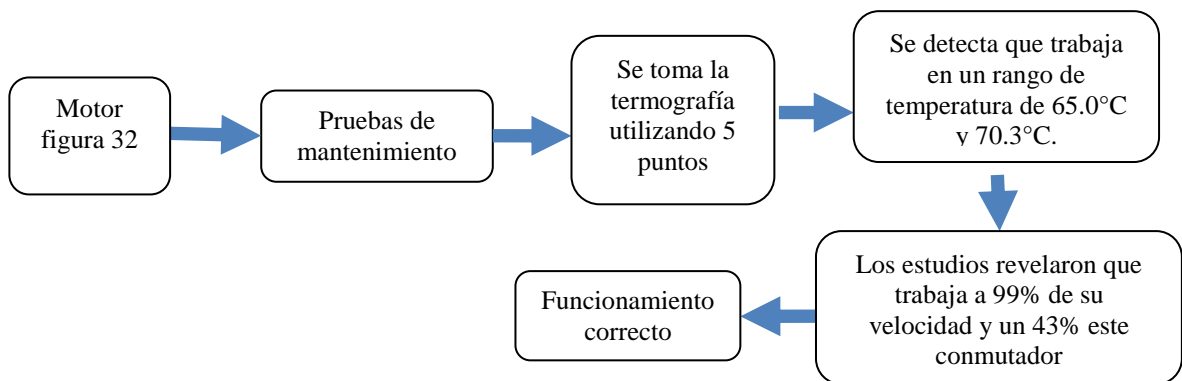 Motor
figura 32
Pruebas de
mantenimiento
Se toma la
termografía
utilizando 5
puntos
Se detecta que trabaja
en un rango de
temperatura de 65.0°C
y 70.3°C.
Los estudios revelaron que
trabaja a 99% de su
velocidad y un 43% este
conmutador
Funcionamiento
correcto